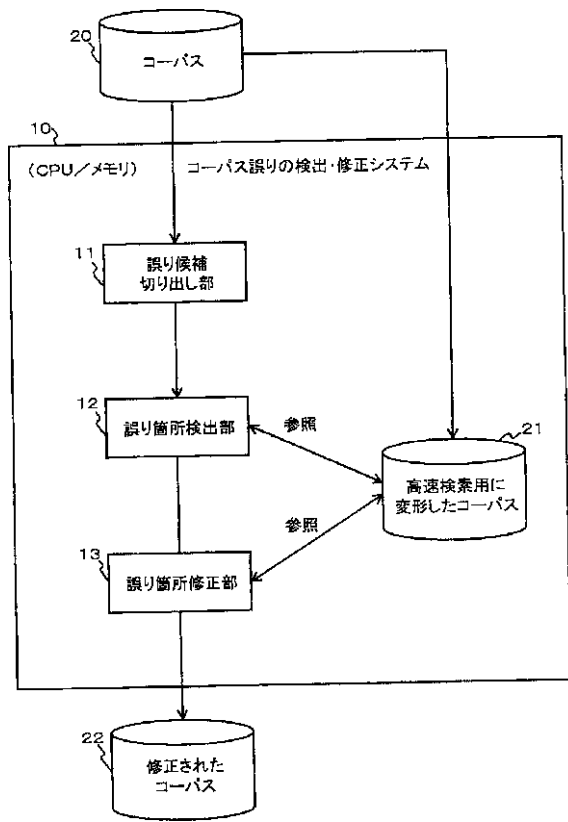 20
コーパス
10
(CPU/メモリ) コーパス誤りの検出・修正システム
11
誤り候補
切り出し部
12
誤り箇所検出部
参照
21
高速検索用に
変形したコーパス
参照
13
誤り箇所修正部
22
修正された
コーパス